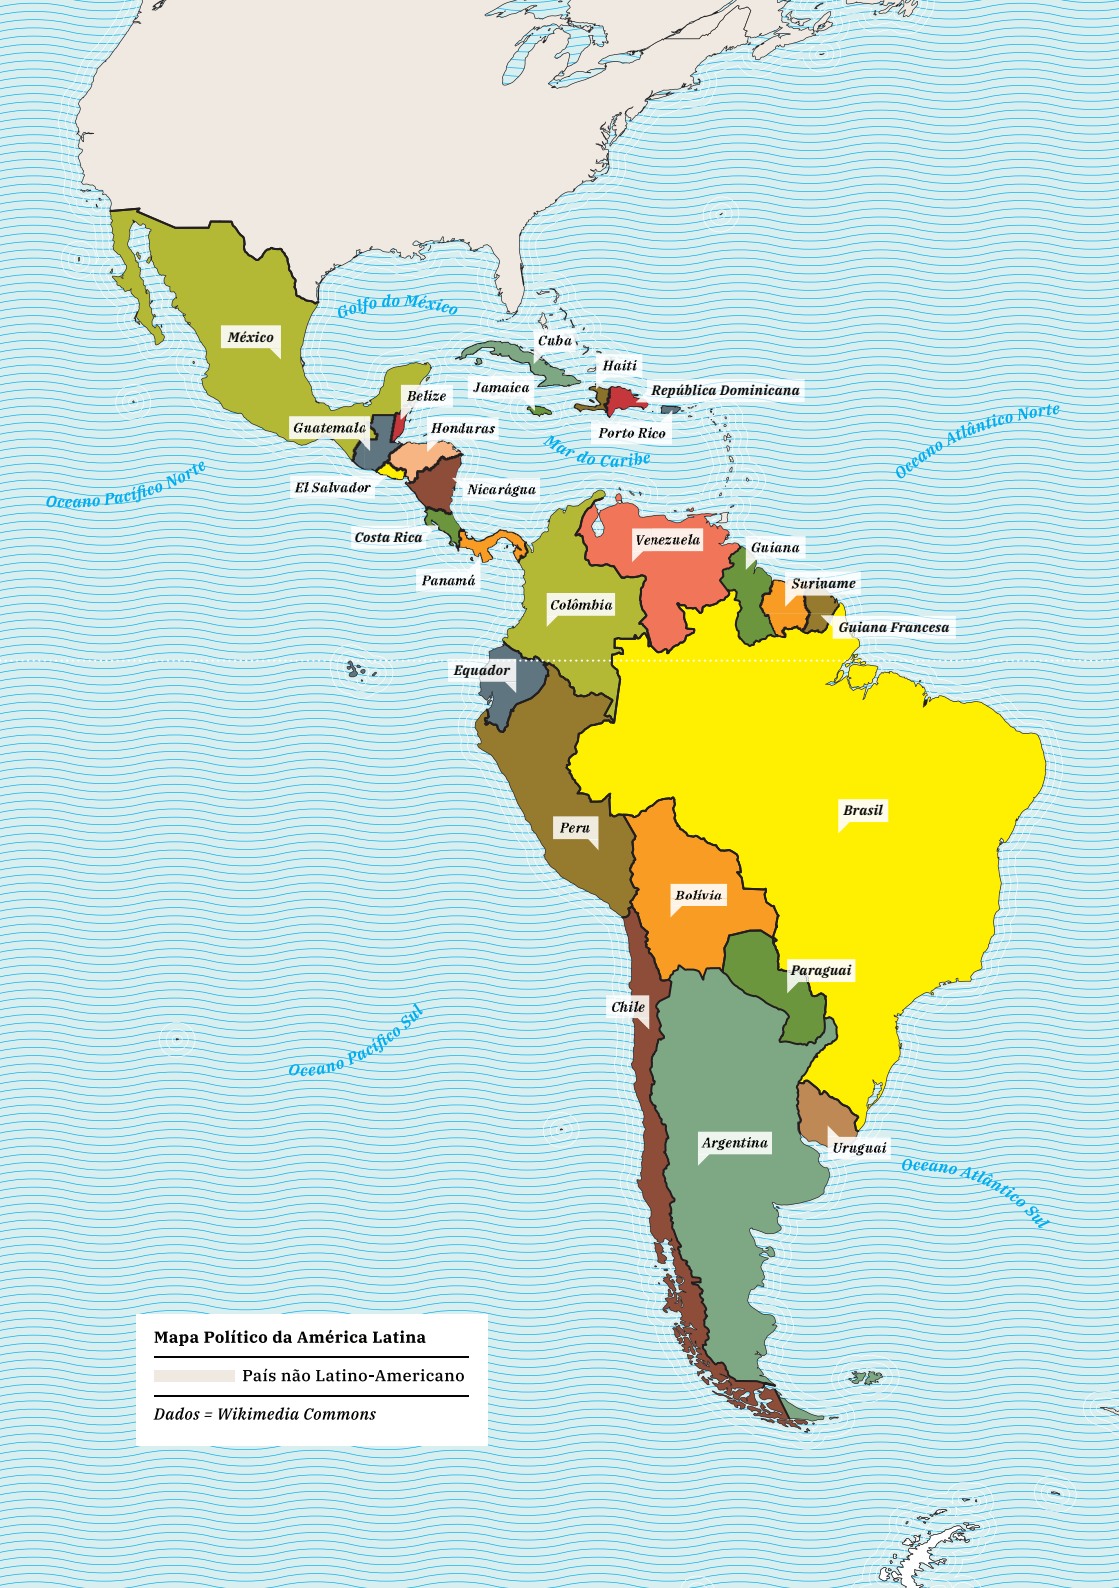 Golfo do México
México
Cuba
Haiti
Jamaica
República Dominicana
Belize
Guatemala
Honduras
Porto Rico
Oceano Atlântico Norte
Mar do Caribe
Oceano Pacífico Norte
El Salvador
Nicarágua
Costa Rica
Venezuela
Guiana
Panamá
Suriname
Colômbia
Guiana Francesa
Equador
Brasil
Peru
Bolívia
Paraguai
Chile
Oceano Pacífico Sul
Argentina
Uruguai
Oceano Atlântico Sul
Mapa Político da América Latina
País não Latino-Americano
Dados = Wikimedia Commons